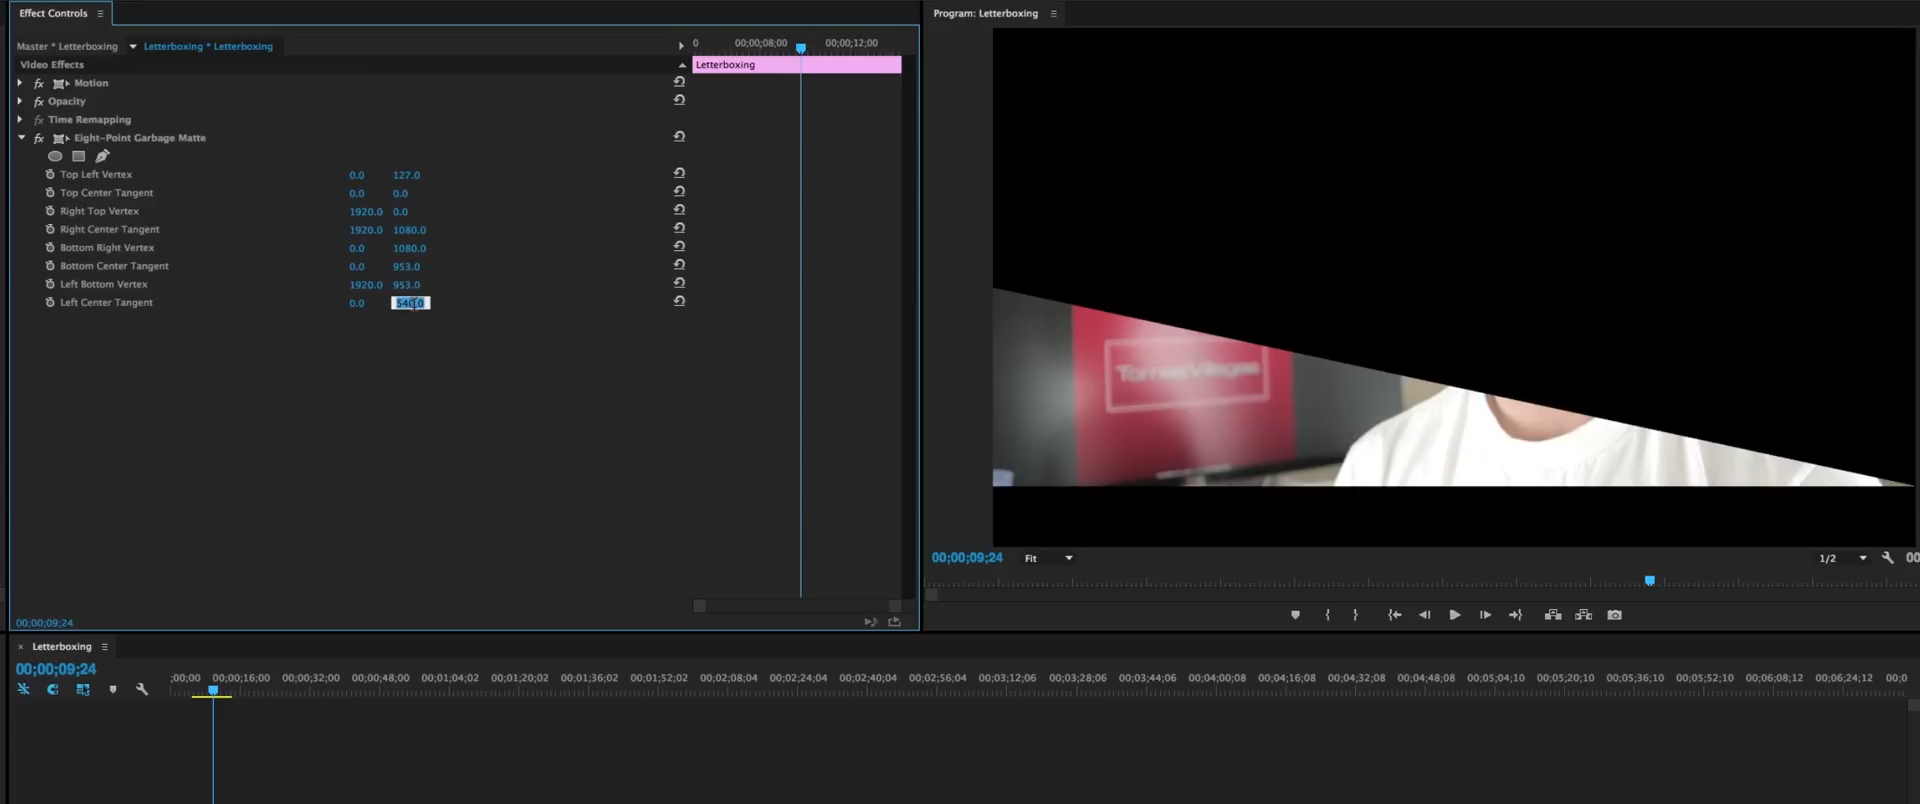 Effect Controls
Master * Letterboxing
Letterboxing * Letterboxing
0
00;00;08;00
00;00;12;00
Video Effects
Letterboxing
fx Motion
fx Opacity
fx Time Remapping
fx Eight-Point Garbage Matte
Top Left Vertex 0.0 127.0
Top Center Tangent 0.0 0.0
Right Top Vertex 1920.0 0.0
Right Center Tangent 1920.0 1080.0
Bottom Right Vertex 0.0 1080.0
Bottom Center Tangent 0.0 953.0
Left Bottom Vertex 1920.0 953.0
Left Center Tangent 0.0 540.0
00;00;09;24
Program: Letterboxing
TomasVillegas
00;00;09;24
Fit
1/2
00
Letterboxing
00;00;09;24
;00;00 00;00;16;00 00;00;32;00 00;00;48;00 00;01;04;02 00;01;20;02 00;01;36;02 00;01;52;02 00;02;08;04 00;02;24;04 00;02;40;04 00;02;56;04 00;03;12;06 00;03;28;06 00;03;44;06 00;04;00;08 00;04;16;08 00;04;32;08 00;04;48;08 00;05;04;10 00;05;20;10 00;05;36;10 00;05;52;10 00;06;08;12 00;06;24;12 00;0